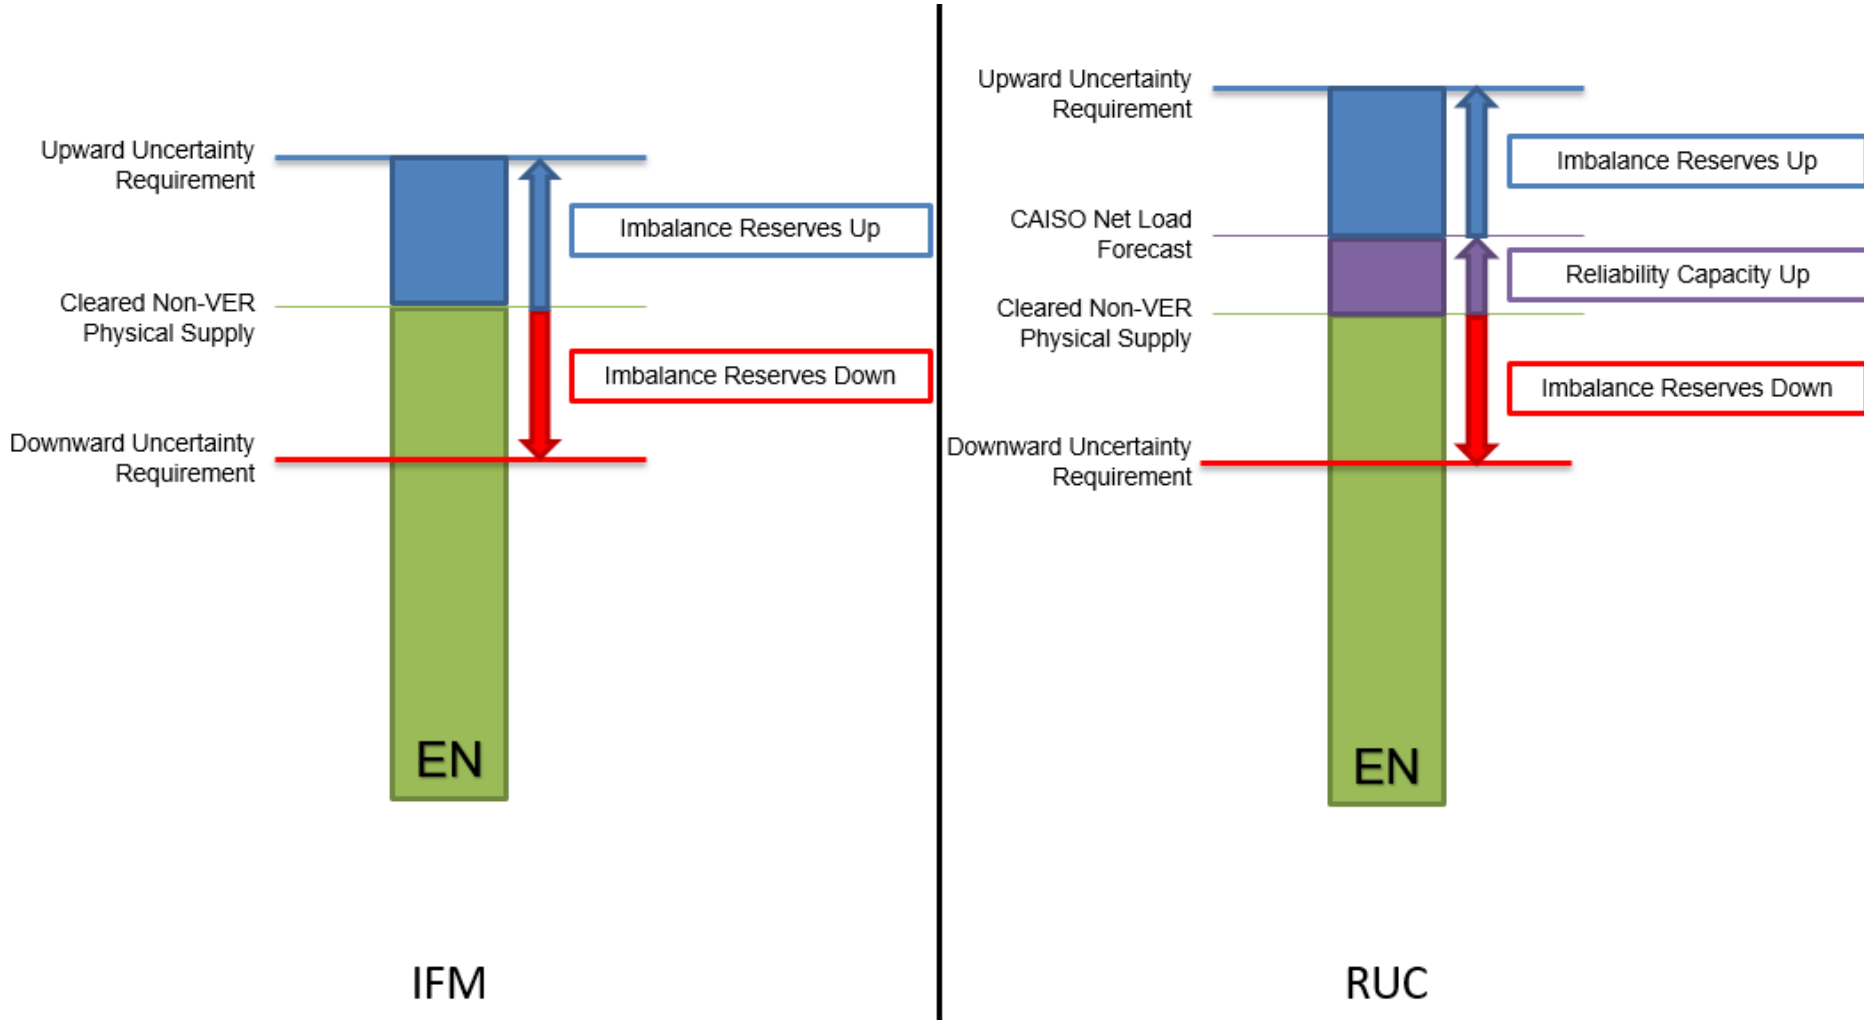 Upward Uncertainty
Requirement
Imbalance Reserves Up
Cleared Non-VER
Physical Supply
Imbalance Reserves Down
Downward Uncertainty
Requirement
EN
IFM
Upward Uncertainty
Requirement
Imbalance Reserves Up
CAISO Net Load
Forecast
Reliability Capacity Up
Cleared Non-VER
Physical Supply
Imbalance Reserves Down
Downward Uncertainty
Requirement
EN
RUC